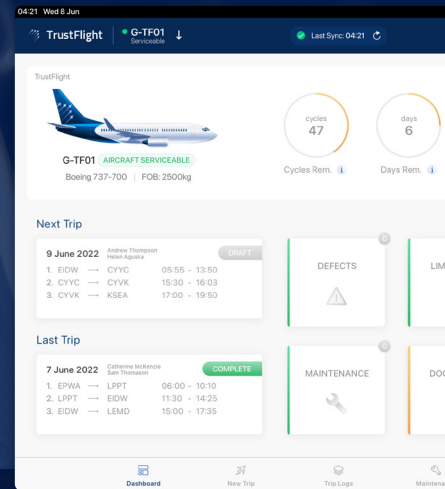 04:21 Wed 8 Jun
TrustFlight
G-TF01
Serviceable
Last Sync: 04:21
TrustFlight
G-TF01 AIRCRAFT SERVICEABLE
Boeing 737-700 | FOB: 2500kg
cycles
47
Cycles Rem. i
days
6
Days Rem. i
Next Trip
9 June 2022 Andrew Thompson
Helen Aguska
DRAFT
1. EIDW → CYYC 05:55 - 13:50
2. CYYC → CYVK 15:30 - 16:03
3. CYVK → KSEA 17:00 - 19:50
0
DEFECTS
LIM
Last Trip
7 June 2022 Catherine McKenzie
Sam Thomason
COMPLETE
1. EPWA → LPPT 06:00 - 10:10
2. LPPT → EIDW 11:30 - 14:25
3. EIDW → LEMD 15:00 - 17:35
0
MAINTENANCE
DOC
Dashboard
New Trip
Trip Logs
Maintena